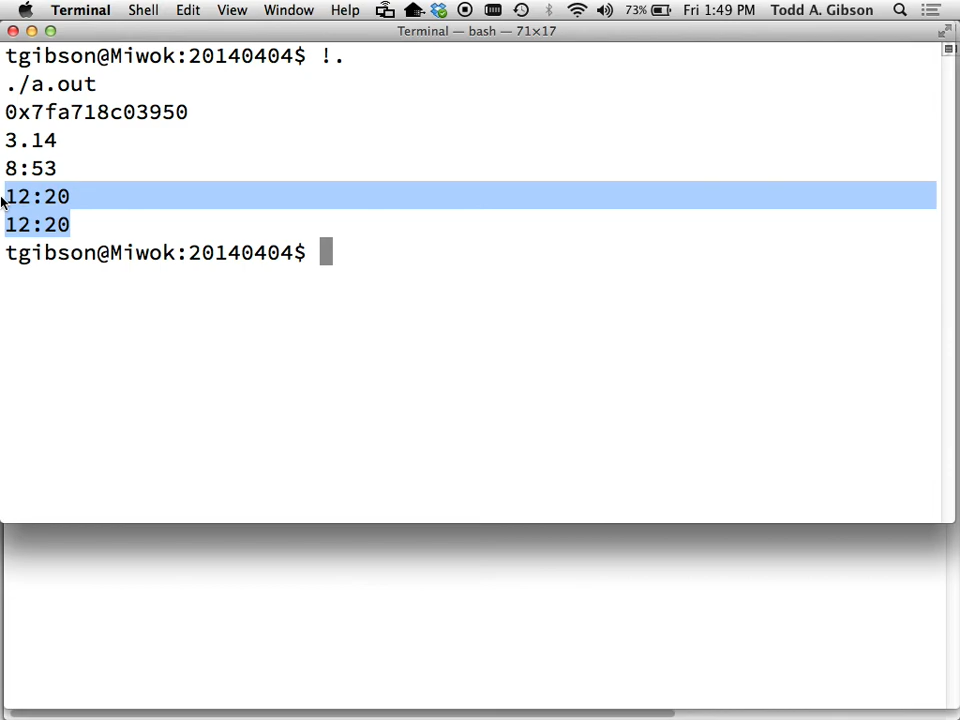 Terminal Shell Edit View Window Help 73% Fri 1:49 PM Todd A. Gibson
Terminal — bash — 71×17
tgibson@Miwok:20140404$ !.
./a.out
0x7fa718c03950
3.14
8:53
12:20
12:20
tgibson@Miwok:20140404$